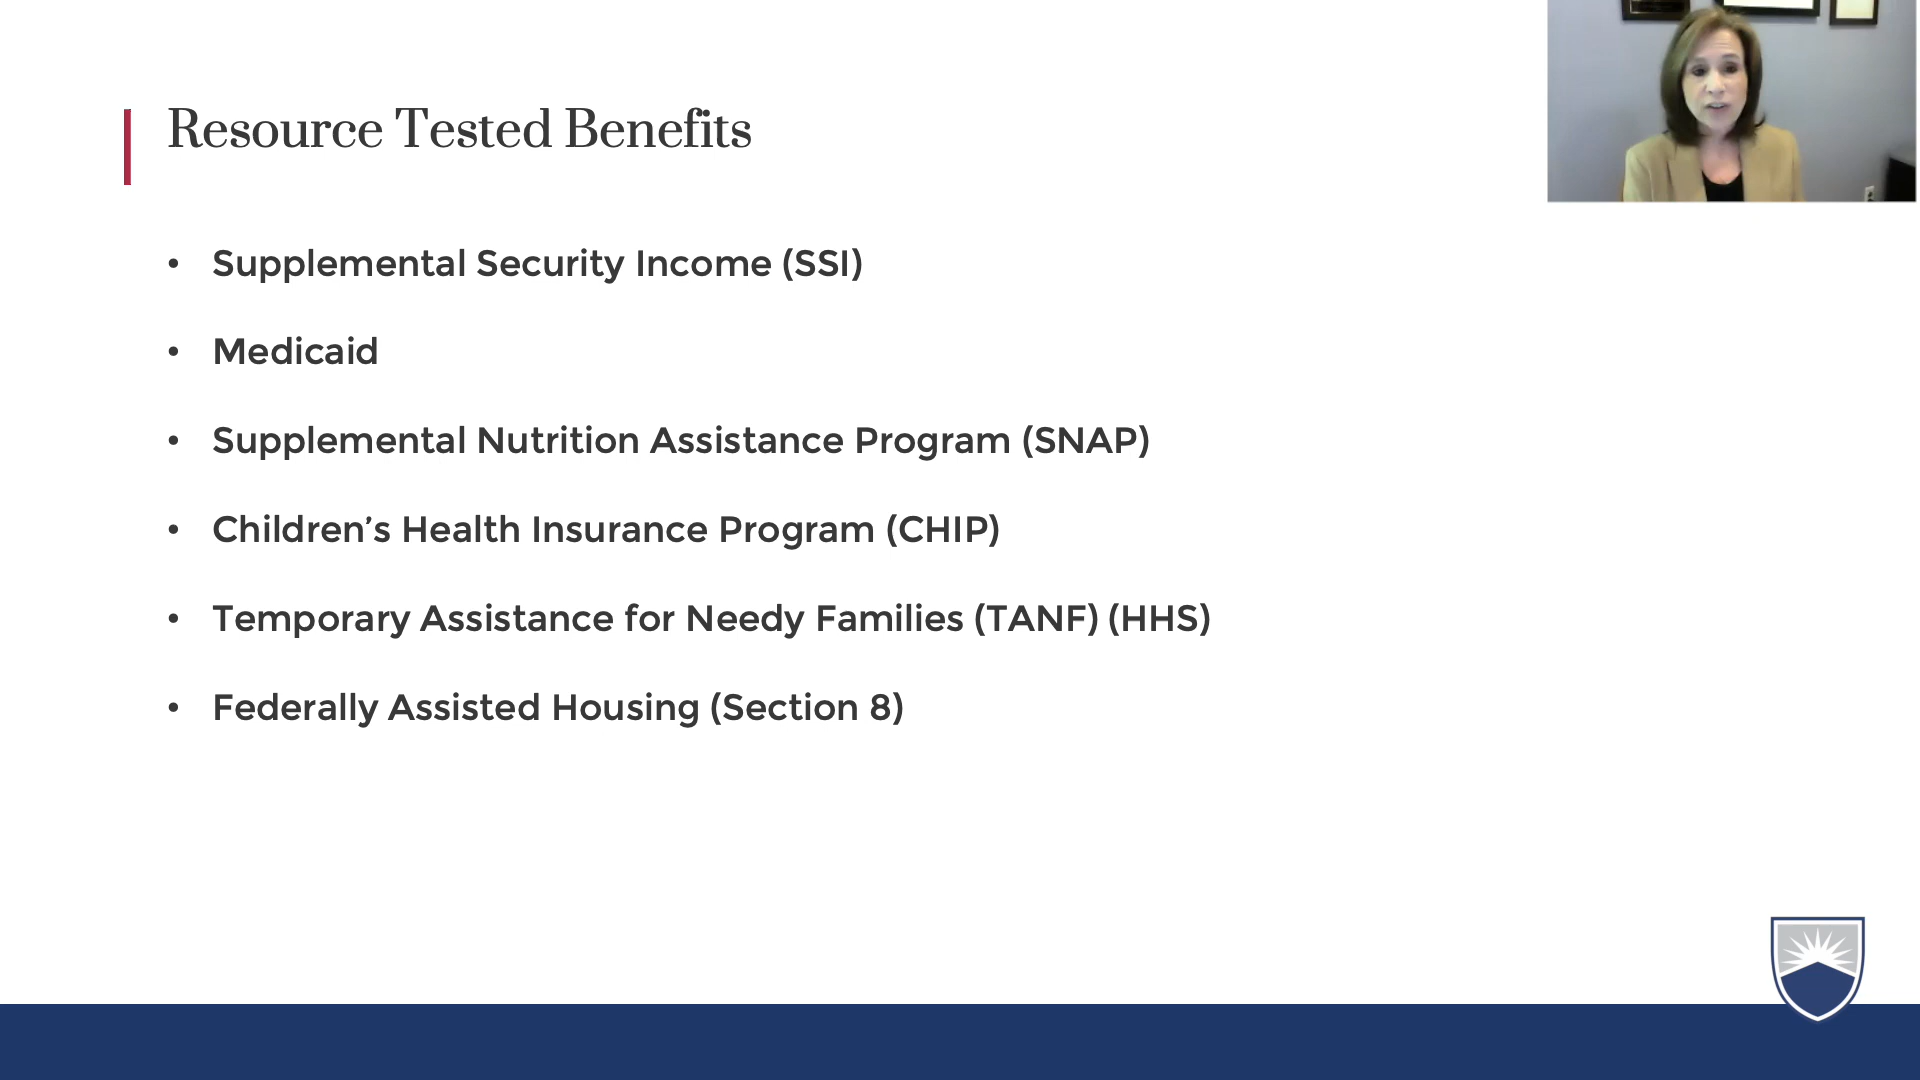 Resource Tested Benefits
• Supplemental Security Income (SSI)
• Medicaid
• Supplemental Nutrition Assistance Program (SNAP)
• Children’s Health Insurance Program (CHIP)
• Temporary Assistance for Needy Families (TANF) (HHS)
• Federally Assisted Housing (Section 8)